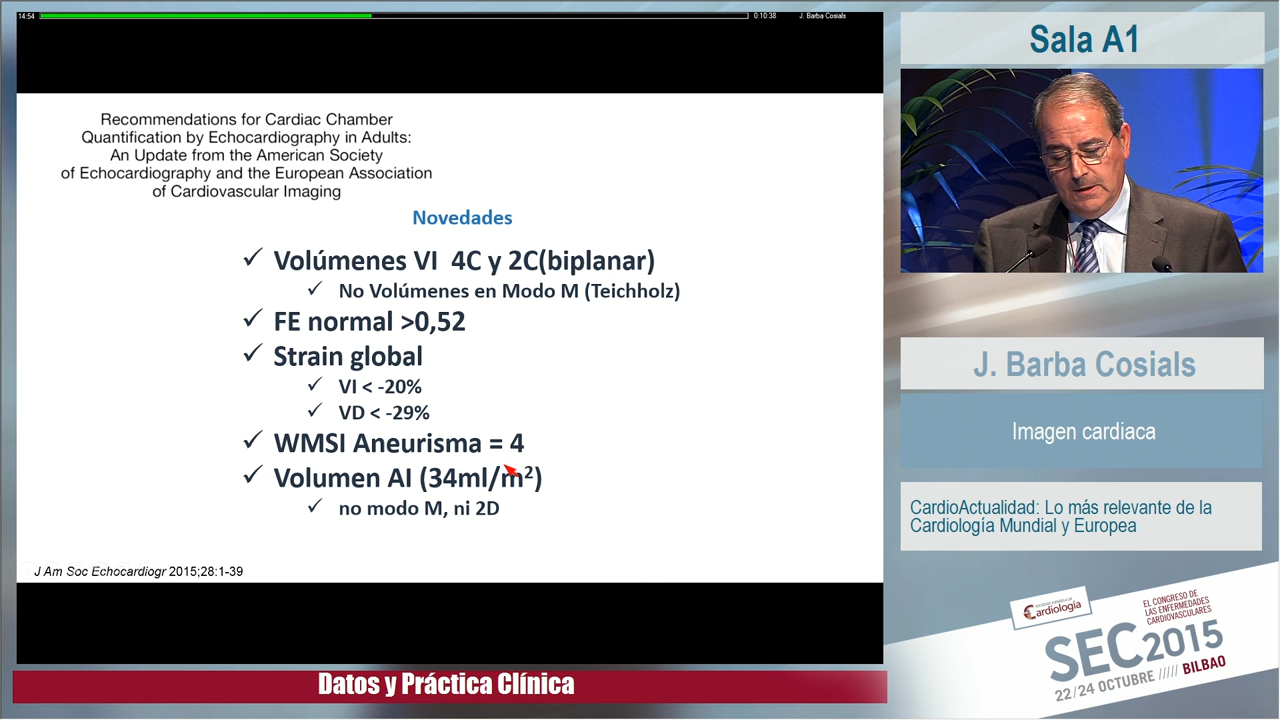 14:54
0:10:38
J. Barba Cosials
Recommendations for Cardiac Chamber
Quantification by Echocardiography in Adults:
An Update from the American Society
of Echocardiography and the European Association
of Cardiovascular Imaging
Novedades
✓ Volúmenes VI 4C y 2C(biplanar)
✓ No Volúmenes en Modo M (Teichholz)
✓ FE normal >0,52
✓ Strain global
✓ VI < -20%
✓ VD < -29%
✓ WMSI Aneurisma = 4
✓ Volumen AI (34ml/m²)
✓ no modo M, ni 2D
J Am Soc Echocardiogr 2015;28:1-39
Datos y Práctica Clínica
Sala A1
J. Barba Cosials
Imagen cardiaca
CardioActualidad: Lo más relevante de la
Cardiología Mundial y Europea
SOCIEDAD ESPAÑOLA DE
Cardiología
EL CONGRESO DE
LAS ENFERMEDADES
CARDIOVASCULARES
SEC2015
22/24 OCTUBRE ///// BILBAO